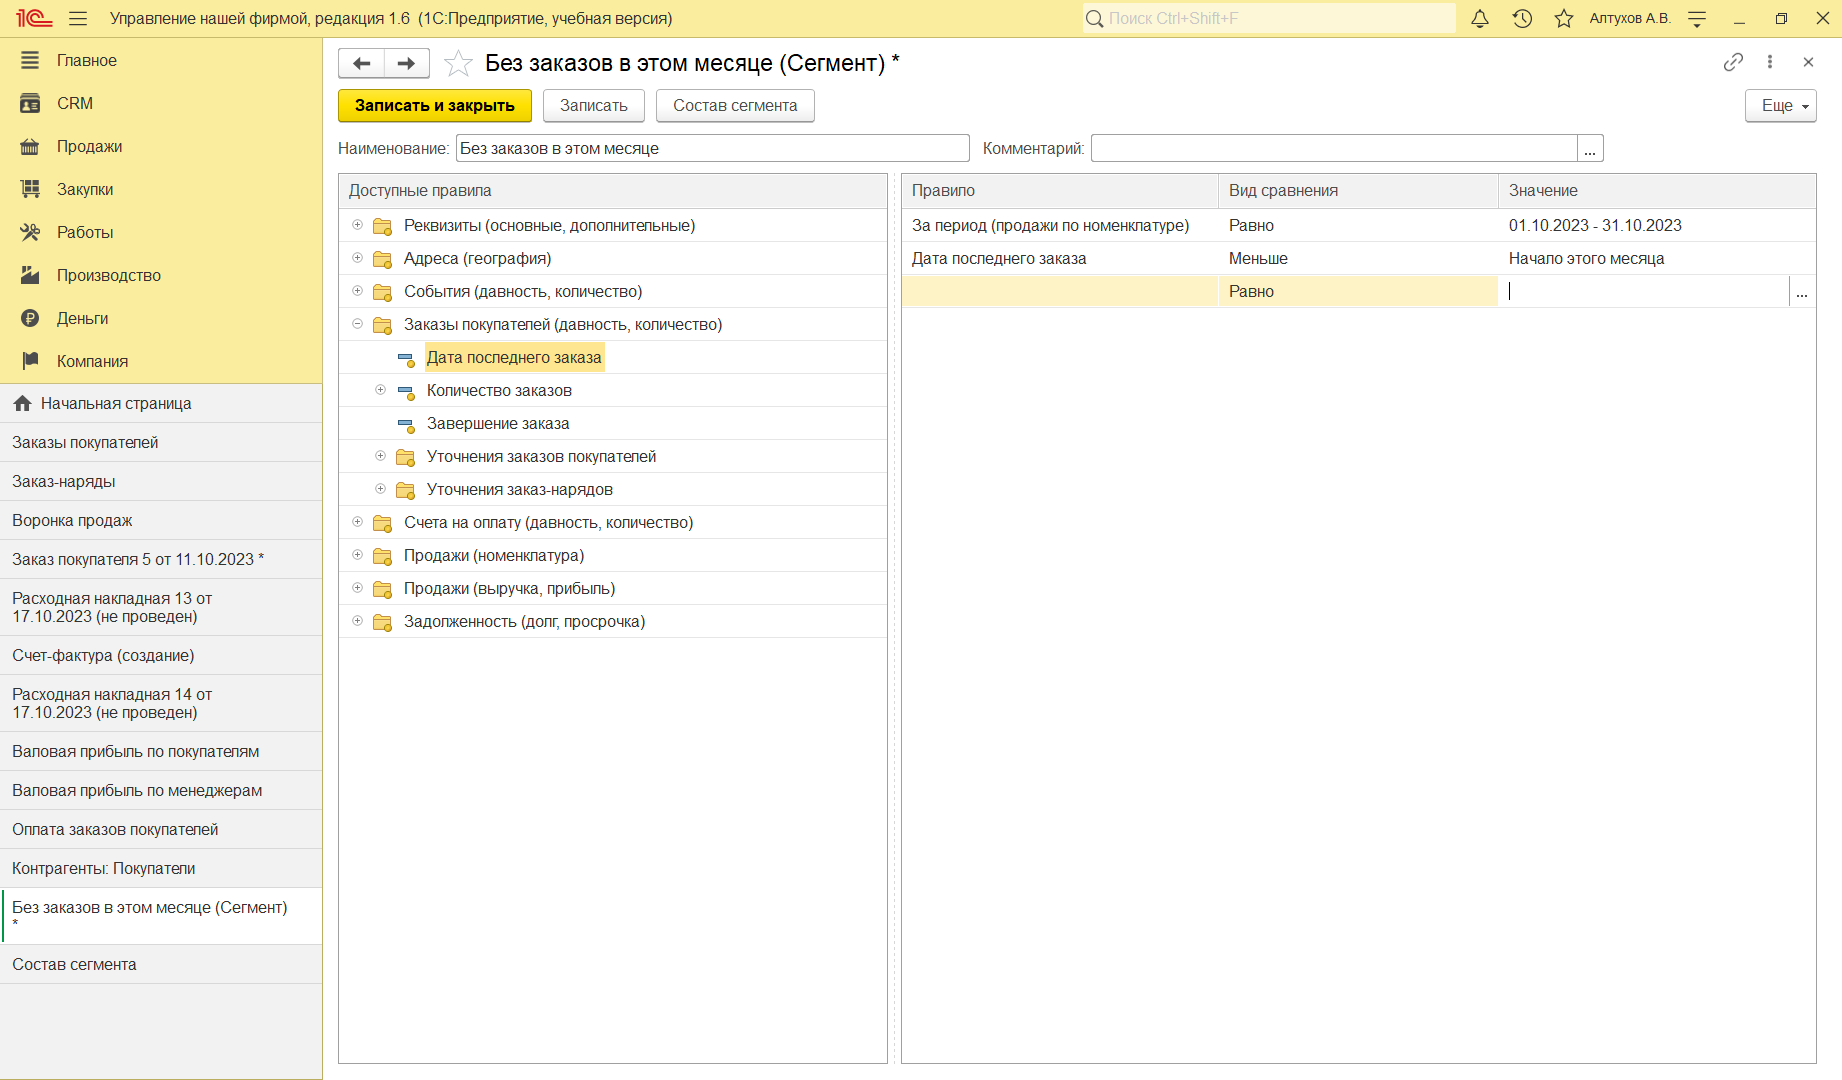 Управление нашей фирмой, редакция 1.6 (1С:Предприятие, учебная версия)
Поиск Ctrl+Shift+F
Алтухов А.В.
Главное
CRM
Продажи
Закупки
Работы
Производство
Деньги
Компания
Начальная страница
Заказы покупателей
Заказ-наряды
Воронка продаж
Заказ покупателя 5 от 11.10.2023 *
Расходная накладная 13 от
17.10.2023 (не проведен)
Счет-фактура (создание)
Расходная накладная 14 от
17.10.2023 (не проведен)
Валовая прибыль по покупателям
Валовая прибыль по менеджерам
Оплата заказов покупателей
Контрагенты: Покупатели
Без заказов в этом месяце (Сегмент)
*
Состав сегмента
Без заказов в этом месяце (Сегмент) *
Записать и закрыть
Записать
Состав сегмента
Еще
Наименование: Без заказов в этом месяце
Комментарий:
...
Доступные правила
Реквизиты (основные, дополнительные)
Адреса (география)
События (давность, количество)
Заказы покупателей (давность, количество)
Дата последнего заказа
Количество заказов
Завершение заказа
Уточнения заказов покупателей
Уточнения заказ-нарядов
Счета на оплату (давность, количество)
Продажи (номенклатура)
Продажи (выручка, прибыль)
Задолженность (долг, просрочка)
Правило Вид сравнения Значение
За период (продажи по номенклатуре) Равно 01.10.2023 - 31.10.2023
Дата последнего заказа Меньше Начало этого месяца
Равно ...